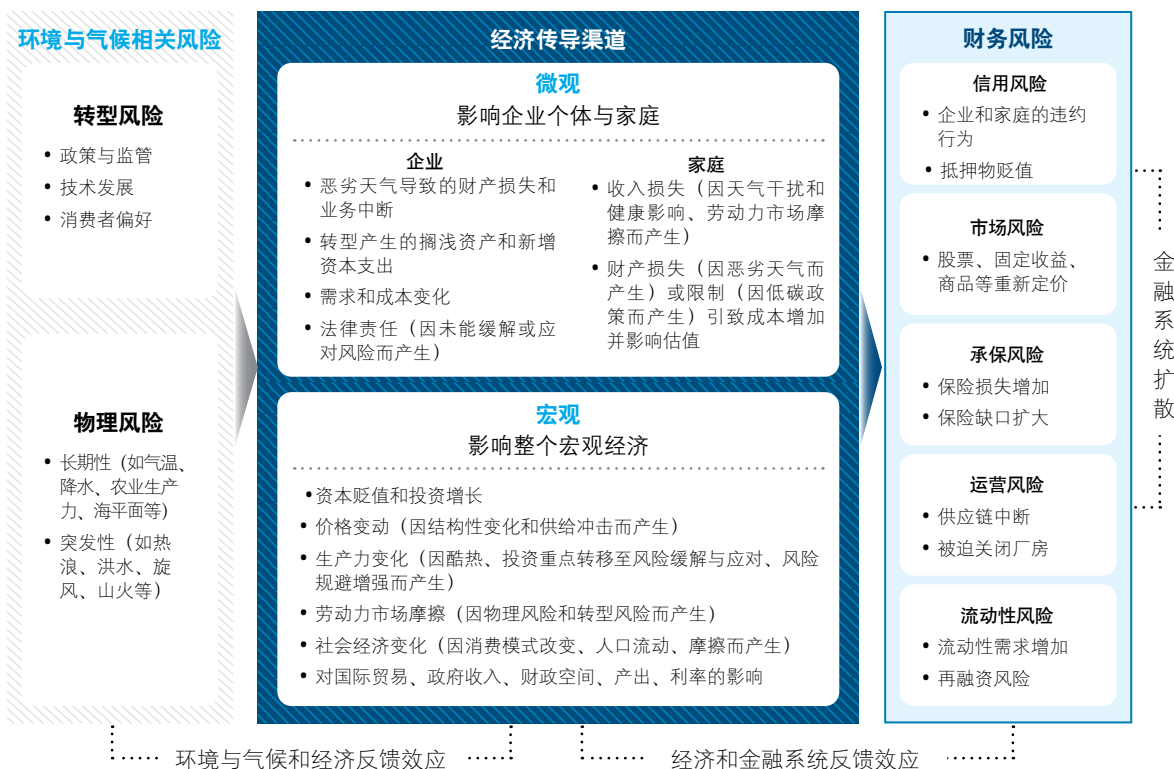 环境与气候相关风险
转型风险
• 政策与监管
• 技术发展
• 消费者偏好
物理风险
• 长期性（如气温、
降水、农业生产
力、海平面等）
• 突发性（如热
浪、洪水、旋
风、山火等）
经济传导渠道
微观
影响企业个体与家庭
企业
• 恶劣天气导致的财产损失和
业务中断
• 转型产生的搁浅资产和新增
资本支出
• 需求和成本变化
• 法律责任（因未能缓解或应
对风险而产生）
家庭
• 收入损失（因天气干扰和
健康影响、劳动力市场摩
擦而产生）
• 财产损失（因恶劣天气而
产生）或限制（因低碳政
策而产生）引致成本增加
并影响估值
宏观
影响整个宏观经济
• 资本贬值和投资增长
• 价格变动（因结构性变化和供给冲击而产生）
• 生产力变化（因酷热、投资重点转移至风险缓解与应对、风险
规避增强而产生）
• 劳动力市场摩擦（因物理风险和转型风险而产生）
• 社会经济变化（因消费模式改变、人口流动、摩擦而产生）
• 对国际贸易、政府收入、财政空间、产出、利率的影响
财务风险
信用风险
• 企业和家庭的违约
行为
• 抵押物贬值
市场风险
• 股票、固定收益、
商品等重新定价
承保风险
• 保险损失增加
• 保险缺口扩大
运营风险
• 供应链中断
• 被迫关闭厂房
流动性风险
• 流动性需求增加
• 再融资风险
金融系统扩散
环境与气候和经济反馈效应
经济和金融系统反馈效应